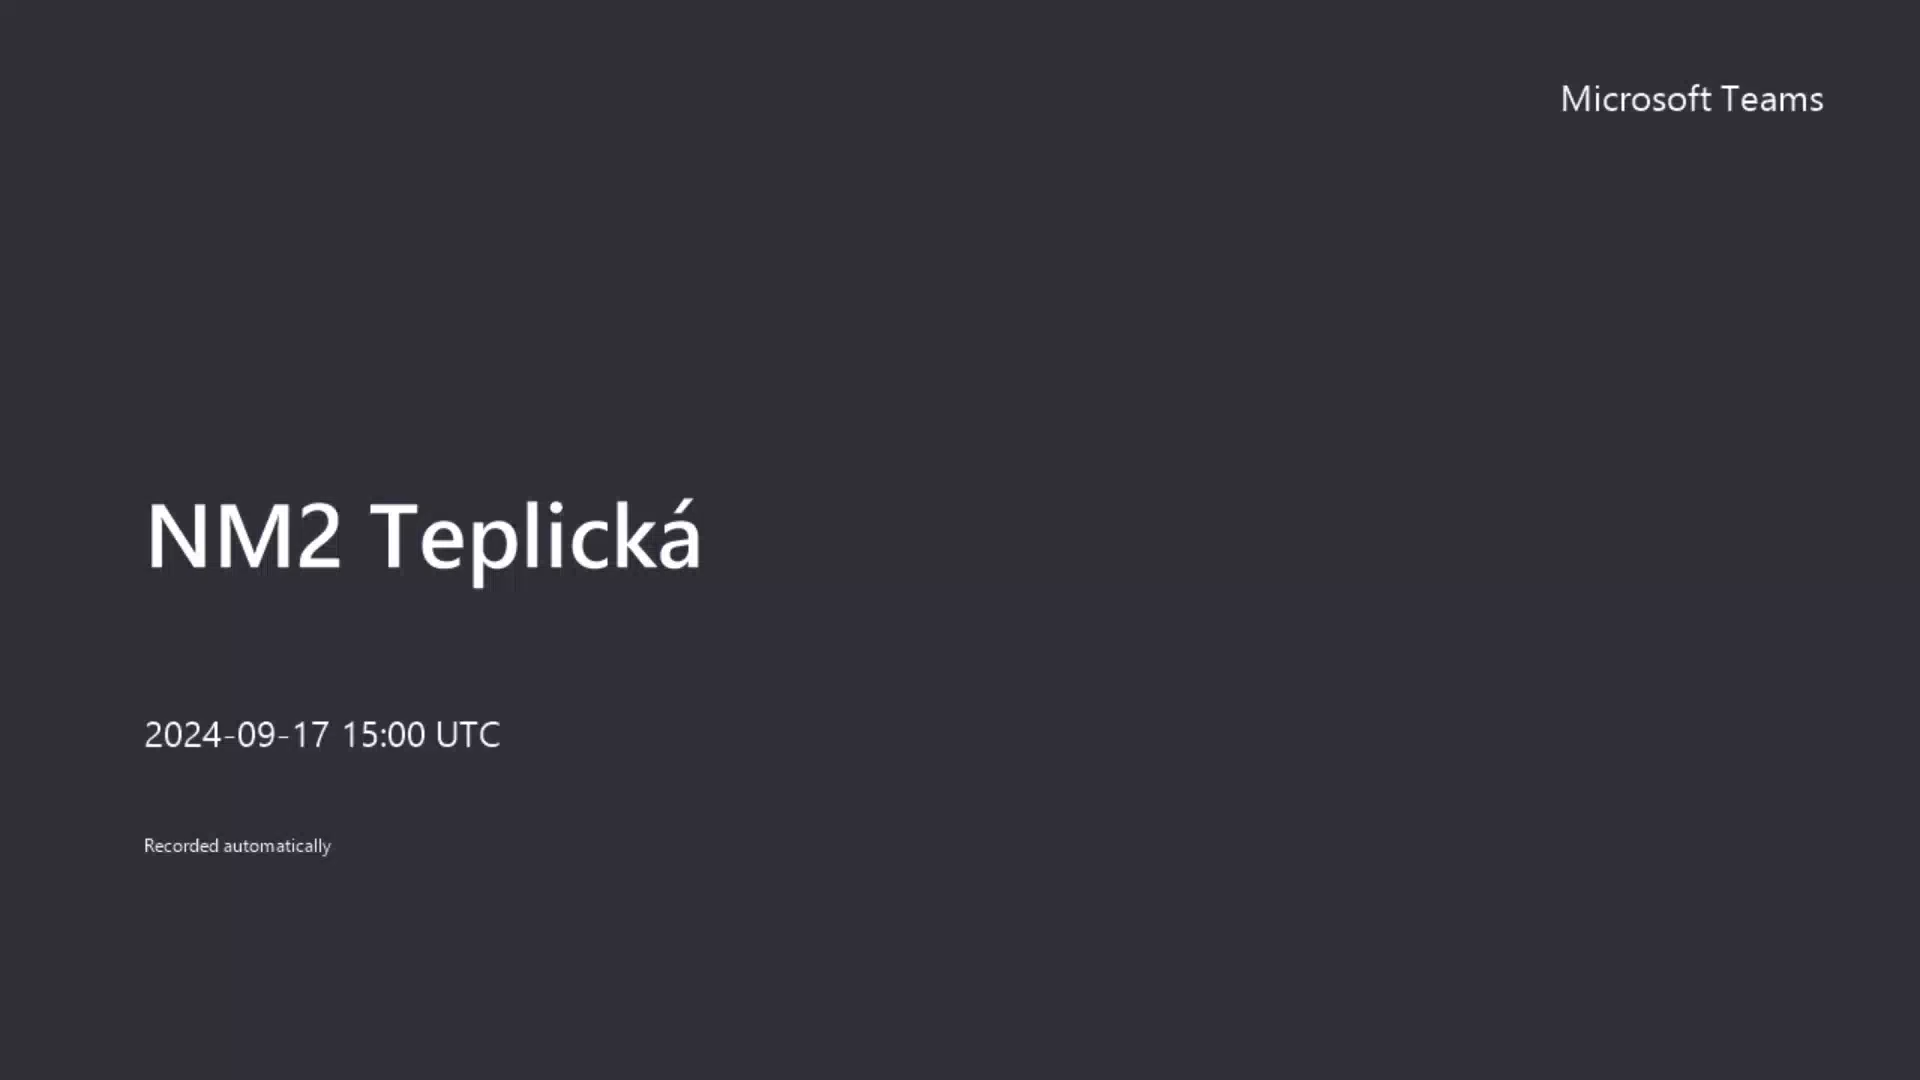 Microsoft Teams
NM2 Teplická
2024-09-17 15:00 UTC
Recorded automatically